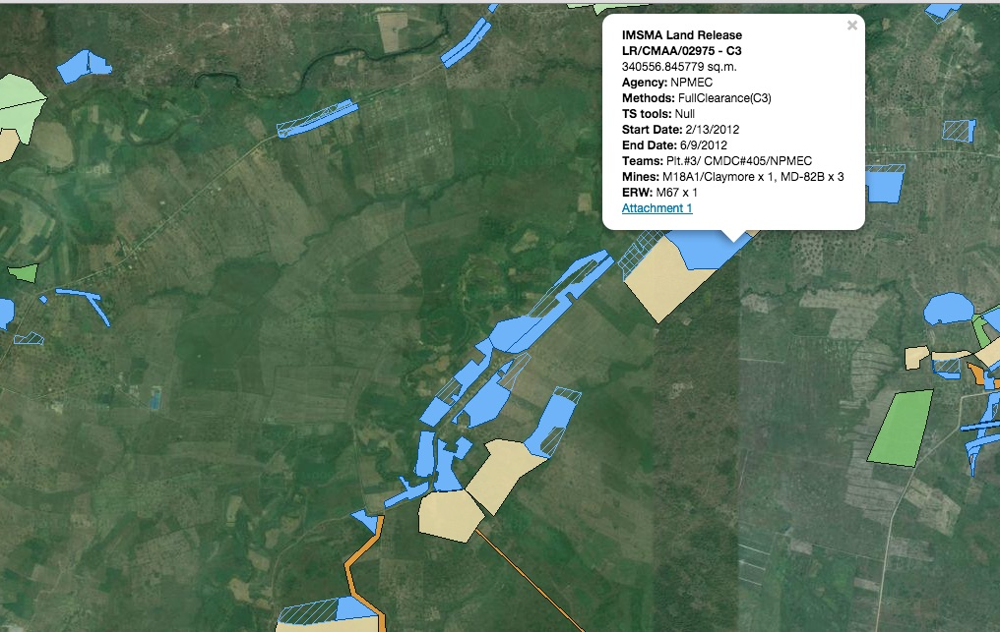 IMSMA Land Release
LR/CMAA/02975 - C3
340556.845779 sq.m.
Agency: NPMEC
Methods: FullClearance(C3)
TS tools: Null
Start Date: 2/13/2012
End Date: 6/9/2012
Teams: Plt.#3/ CMDC#405/NPMEC
Mines: M18A1/Claymore x 1, MD-82B x 3
ERW: M67 x 1
Attachment 1